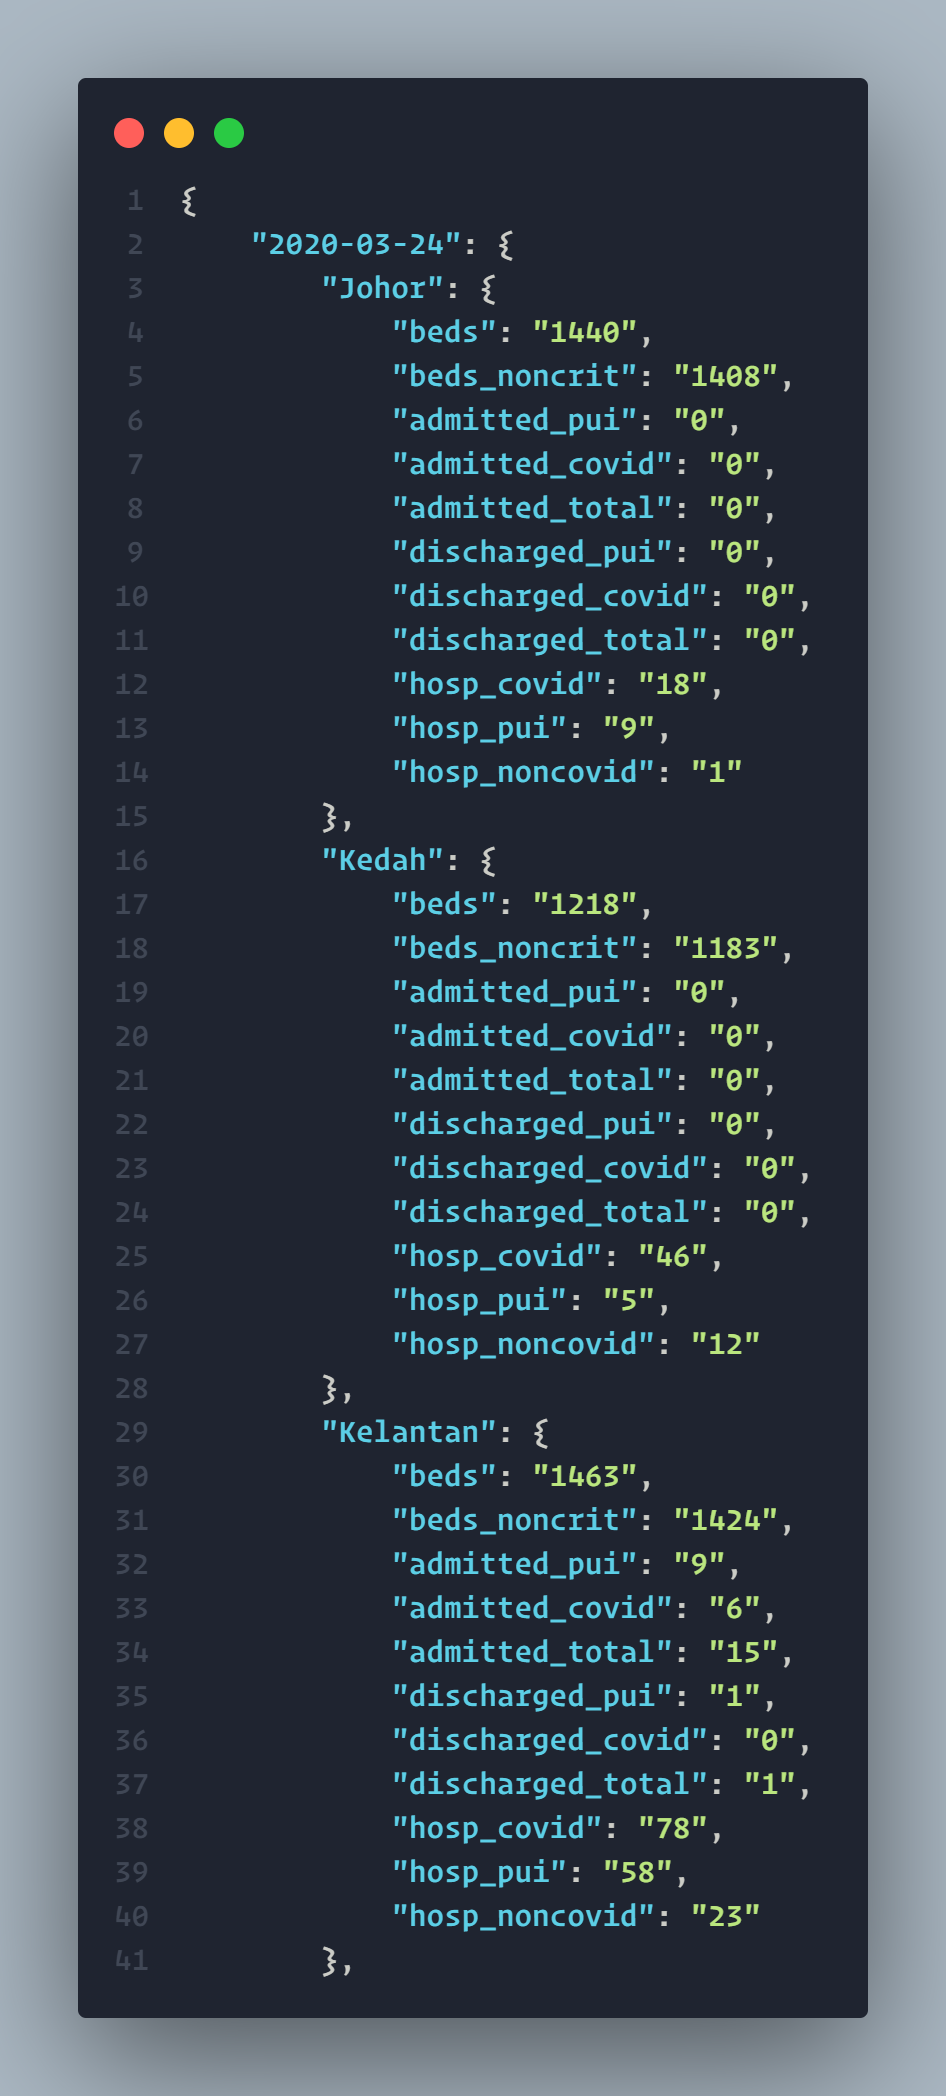 1 {
2 "2020-03-24": {
3 "Johor": {
4 "beds": "1440",
5 "beds_noncrit": "1408",
6 "admitted_pui": "0",
7 "admitted_covid": "0",
8 "admitted_total": "0",
9 "discharged_pui": "0",
10 "discharged_covid": "0",
11 "discharged_total": "0",
12 "hosp_covid": "18",
13 "hosp_pui": "9",
14 "hosp_noncovid": "1"
15 },
16 "Kedah": {
17 "beds": "1218",
18 "beds_noncrit": "1183",
19 "admitted_pui": "0",
20 "admitted_covid": "0",
21 "admitted_total": "0",
22 "discharged_pui": "0",
23 "discharged_covid": "0",
24 "discharged_total": "0",
25 "hosp_covid": "46",
26 "hosp_pui": "5",
27 "hosp_noncovid": "12"
28 },
29 "Kelantan": {
30 "beds": "1463",
31 "beds_noncrit": "1424",
32 "admitted_pui": "9",
33 "admitted_covid": "6",
34 "admitted_total": "15",
35 "discharged_pui": "1",
36 "discharged_covid": "0",
37 "discharged_total": "1",
38 "hosp_covid": "78",
39 "hosp_pui": "58",
40 "hosp_noncovid": "23"
41 },